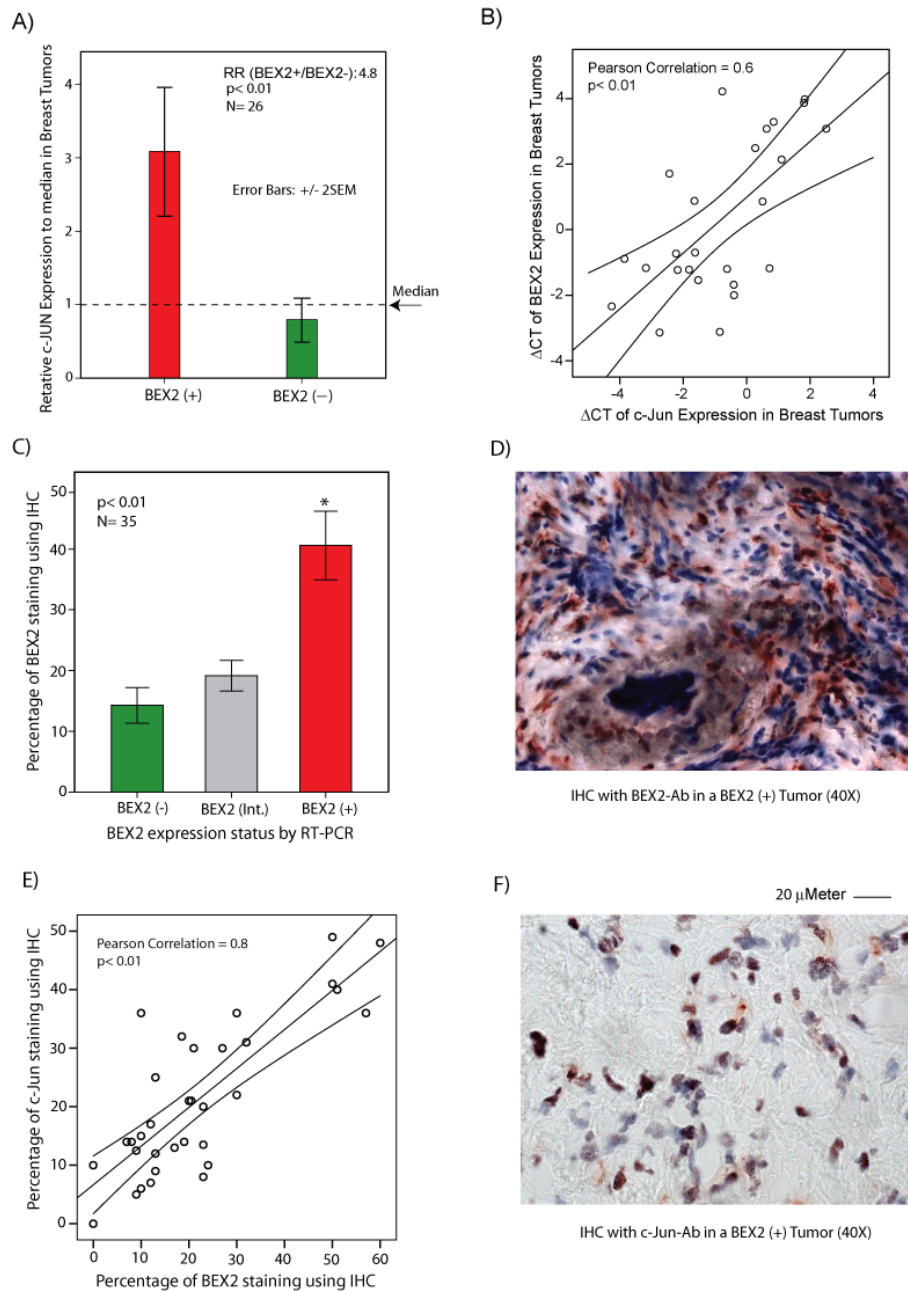 A)
Retative c-JUN Expression to median in Breast Tumors
4
3
2
1
0
RR (BEX2+/BEX2-): 4.8
p< 0.01
N= 26
Error Bars: +/- 2SEM
Median
BEX2 (+)
BEX2 (−)
B)
ΔCT of BEX2 Expression in Breast Tumors
4
2
0
-2
-4
Pearson Correlation = 0.6
p< 0.01
-4
-2
0
2
4
ΔCT of c-Jun Expression in Breast Tumors
C)
Percentage of BEX2 staining using IHC
50
40
30
20
10
00
p< 0.01
N= 35
*
BEX2 (-)
BEX2 (Int.)
BEX2 (+)
BEX2 expression status by RT-PCR
D)
IHC with BEX2-Ab in a BEX2 (+) Tumor (40X)
E)
Percentage of c-Jun staining using IHC
50
40
30
20
10
0
Pearson Correlation = 0.8
p< 0.01
0
10
20
30
40
50
60
Percentage of BEX2 staining using IHC
F)
20 μMeter
IHC with c-Jun-Ab in a BEX2 (+) Tumor (40X)